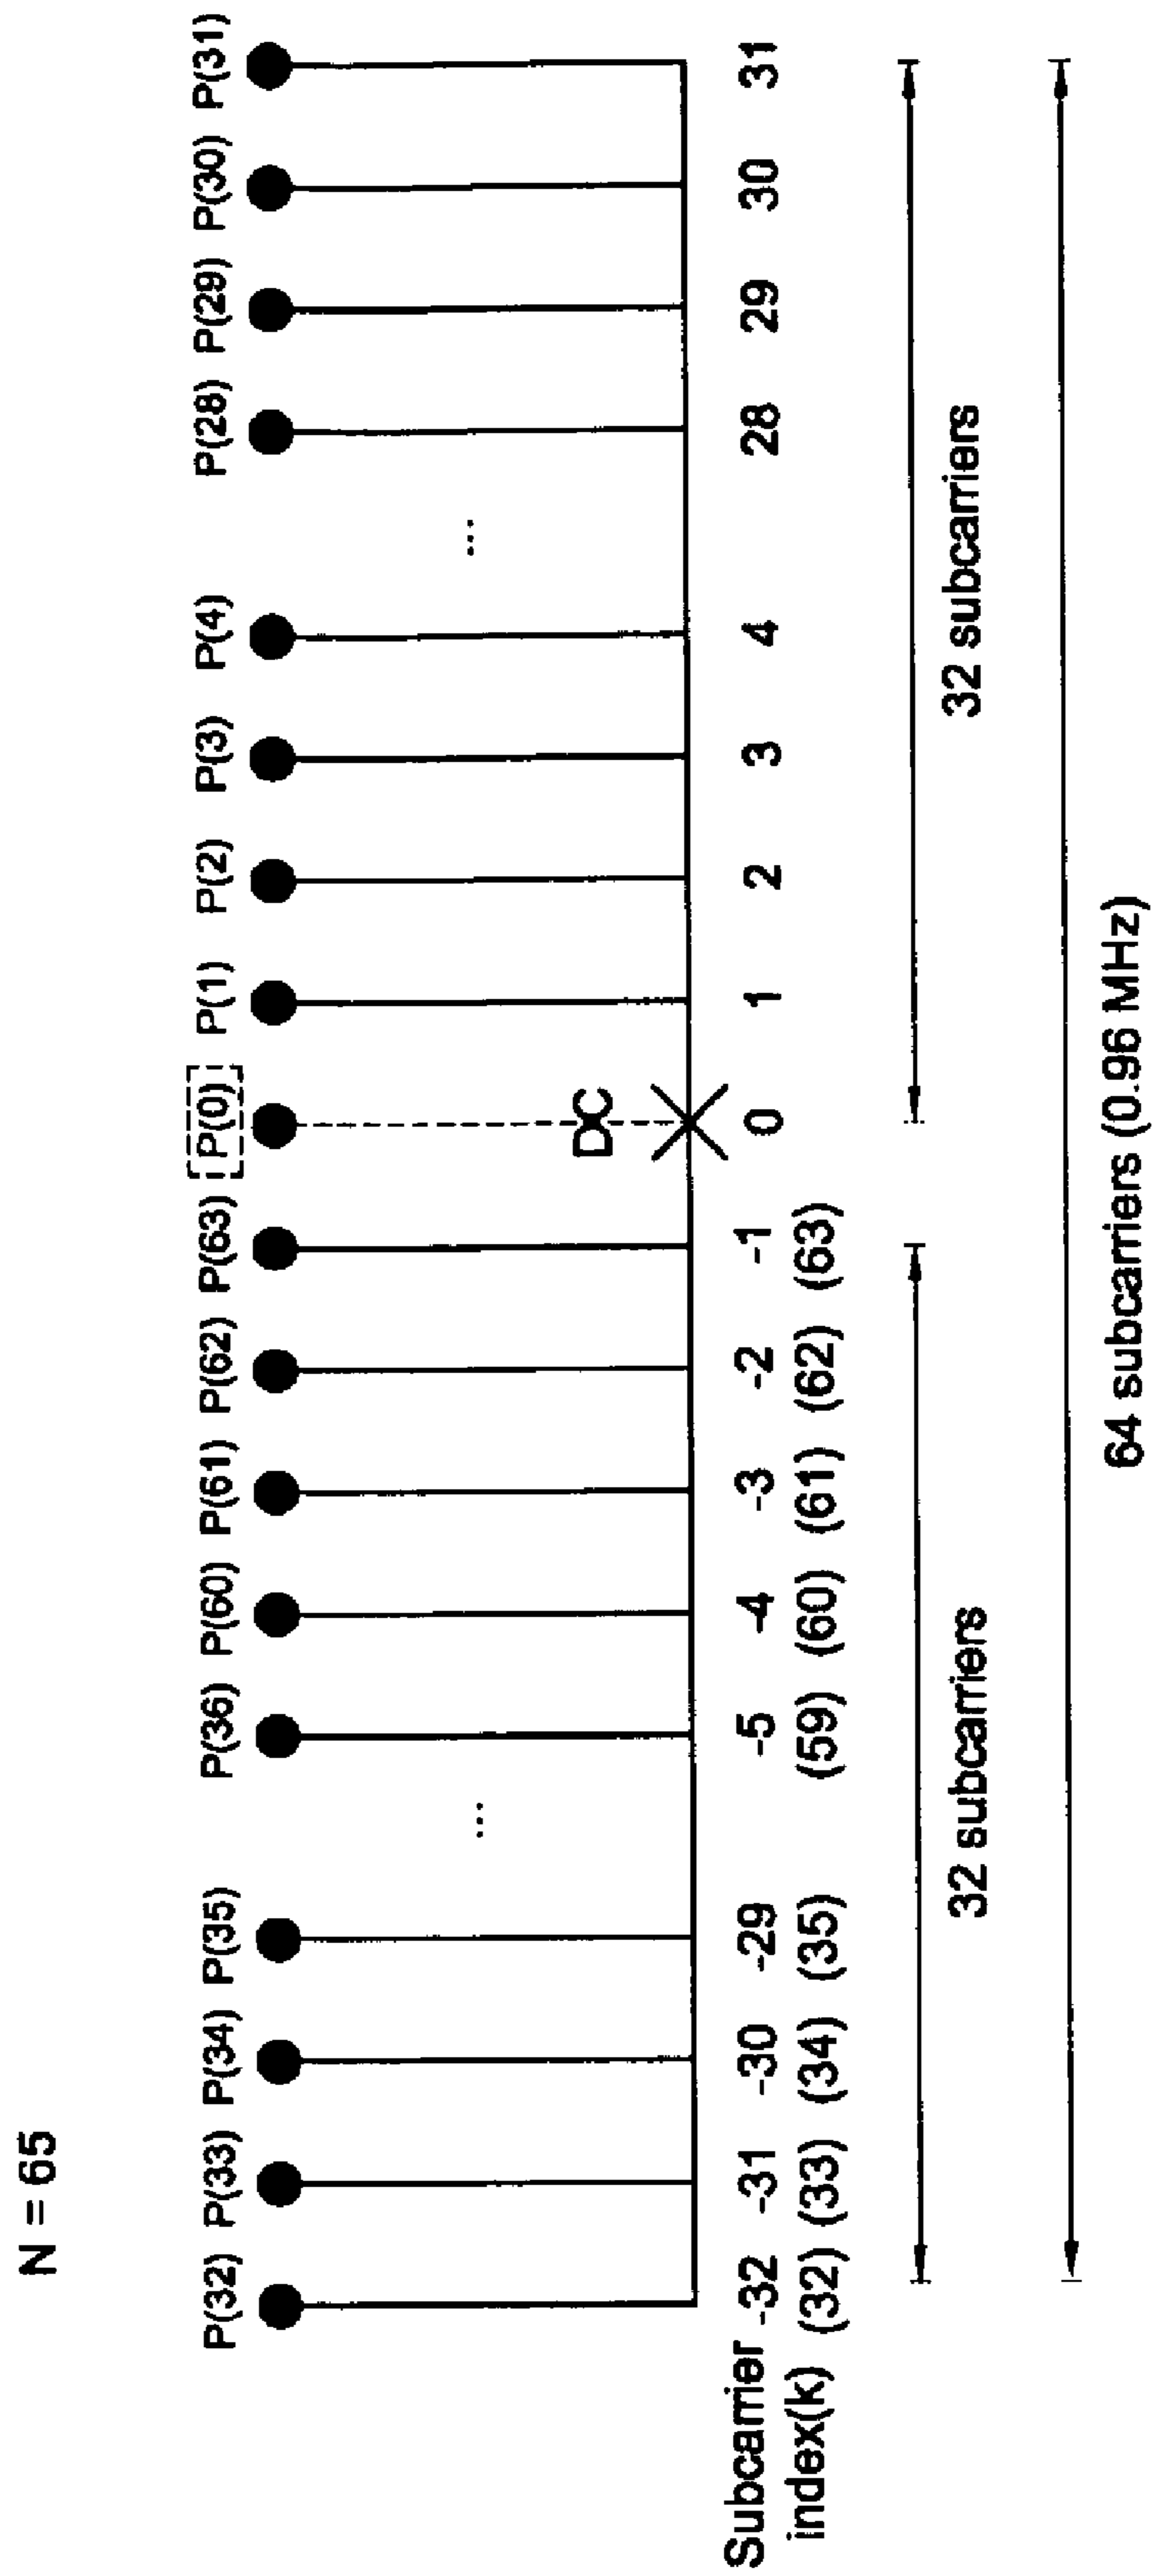 N = 65
P(32) P(33) P(34) P(35) ... P(36) P(60) P(61) P(62) P(63) P(0) P(1) P(2) P(3) P(4) ... P(28) P(29) P(30) P(31)
DC
Subcarrier -32 -31 -30 -29 -5 -4 -3 -2 -1 0 1 2 3 4 28 29 30 31
index(k) (32) (33) (34) (35) (59) (60) (61) (62) (63)
32 subcarriers 32 subcarriers
64 subcarriers (0.96 MHz)